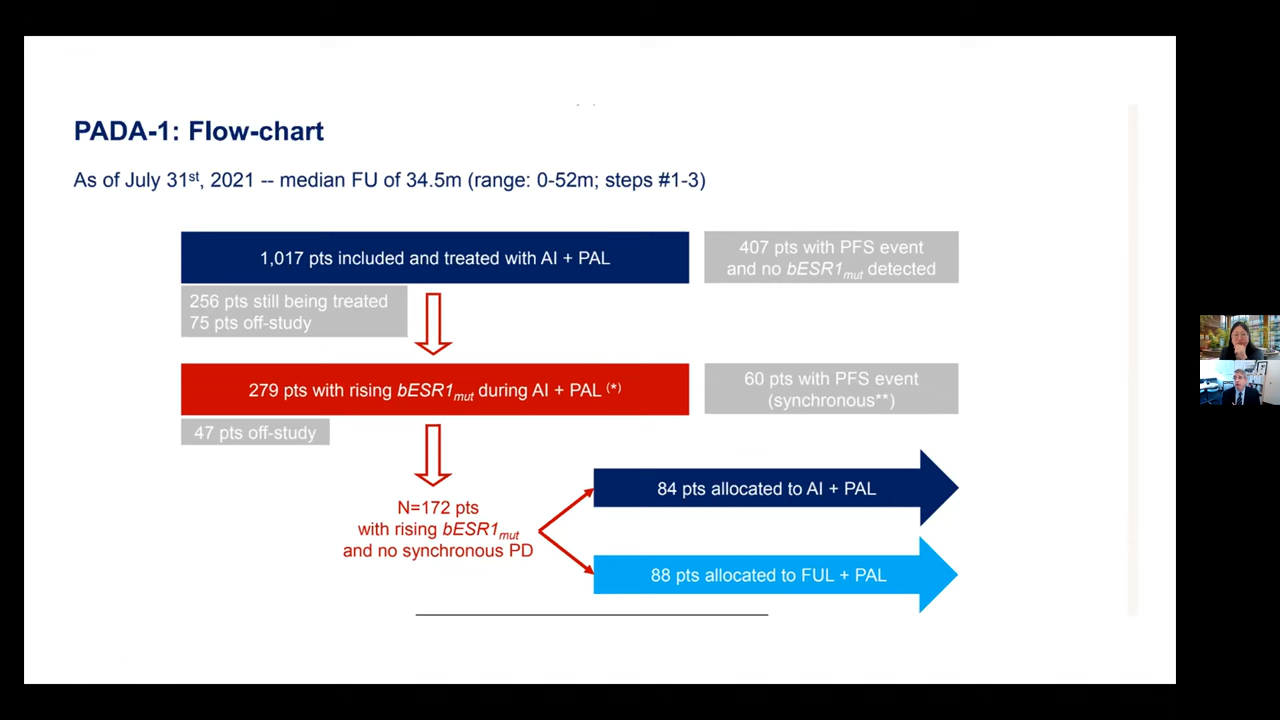 PADA-1: Flow-chart
As of July 31st, 2021 -- median FU of 34.5m (range: 0-52m; steps #1-3)
1,017 pts included and treated with AI + PAL
407 pts with PFS event
and no bESR1mut detected
256 pts still being treated
75 pts off-study
279 pts with rising bESR1mut during AI + PAL (*)
60 pts with PFS event
(synchronous**)
47 pts off-study
84 pts allocated to AI + PAL
N=172 pts
with rising bESR1mut
and no synchronous PD
88 pts allocated to FUL + PAL